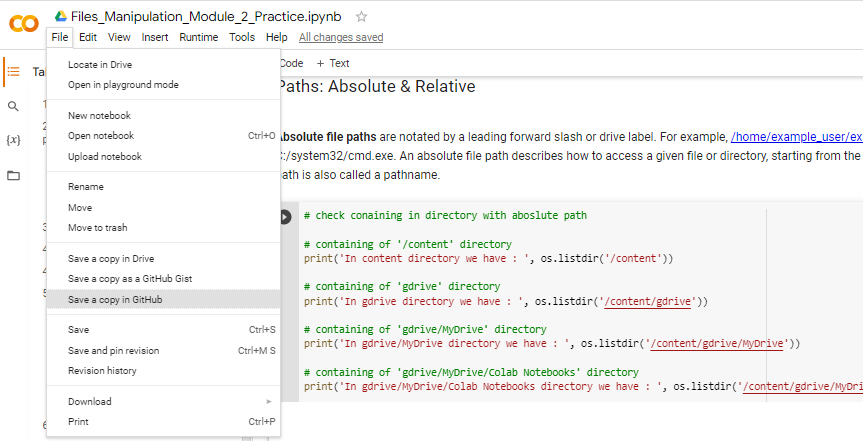 Files_Manipulation_Module_2_Practice.ipynb
File Edit View Insert Runtime Tools Help All changes saved
Code + Text
Locate in Drive
Open in playground mode
New notebook
Open notebook Ctrl+O
Upload notebook
Rename
Move
Move to trash
Save a copy in Drive
Save a copy as a GitHub Gist
Save a copy in GitHub
Save Ctrl+S
Save and pin revision Ctrl+M S
Revision history
Download
Print Ctrl+P
{x}
Paths: Absolute & Relative
Absolute file paths are notated by a leading forward slash or drive label. For example, /home/example_user/ex
C:/system32/cmd.exe. An absolute file path describes how to access a given file or directory, starting from the
path is also called a pathname.
# check conaining in directory with aboslute path
# containing of '/content' directory
print('In content directory we have : ', os.listdir('/content'))
# containing of 'gdrive' directory
print('In gdrive directory we have : ', os.listdir('/content/gdrive'))
# containing of 'gdrive/MyDrive' directory
print('In gdrive/MyDrive directory we have : ', os.listdir('/content/gdrive/MyDrive'))
# containing of 'gdrive/MyDrive/Colab Notebooks' directory
print('In gdrive/MyDrive/Colab Notebooks directory we have : ', os.listdir('/content/gdrive/MyDri